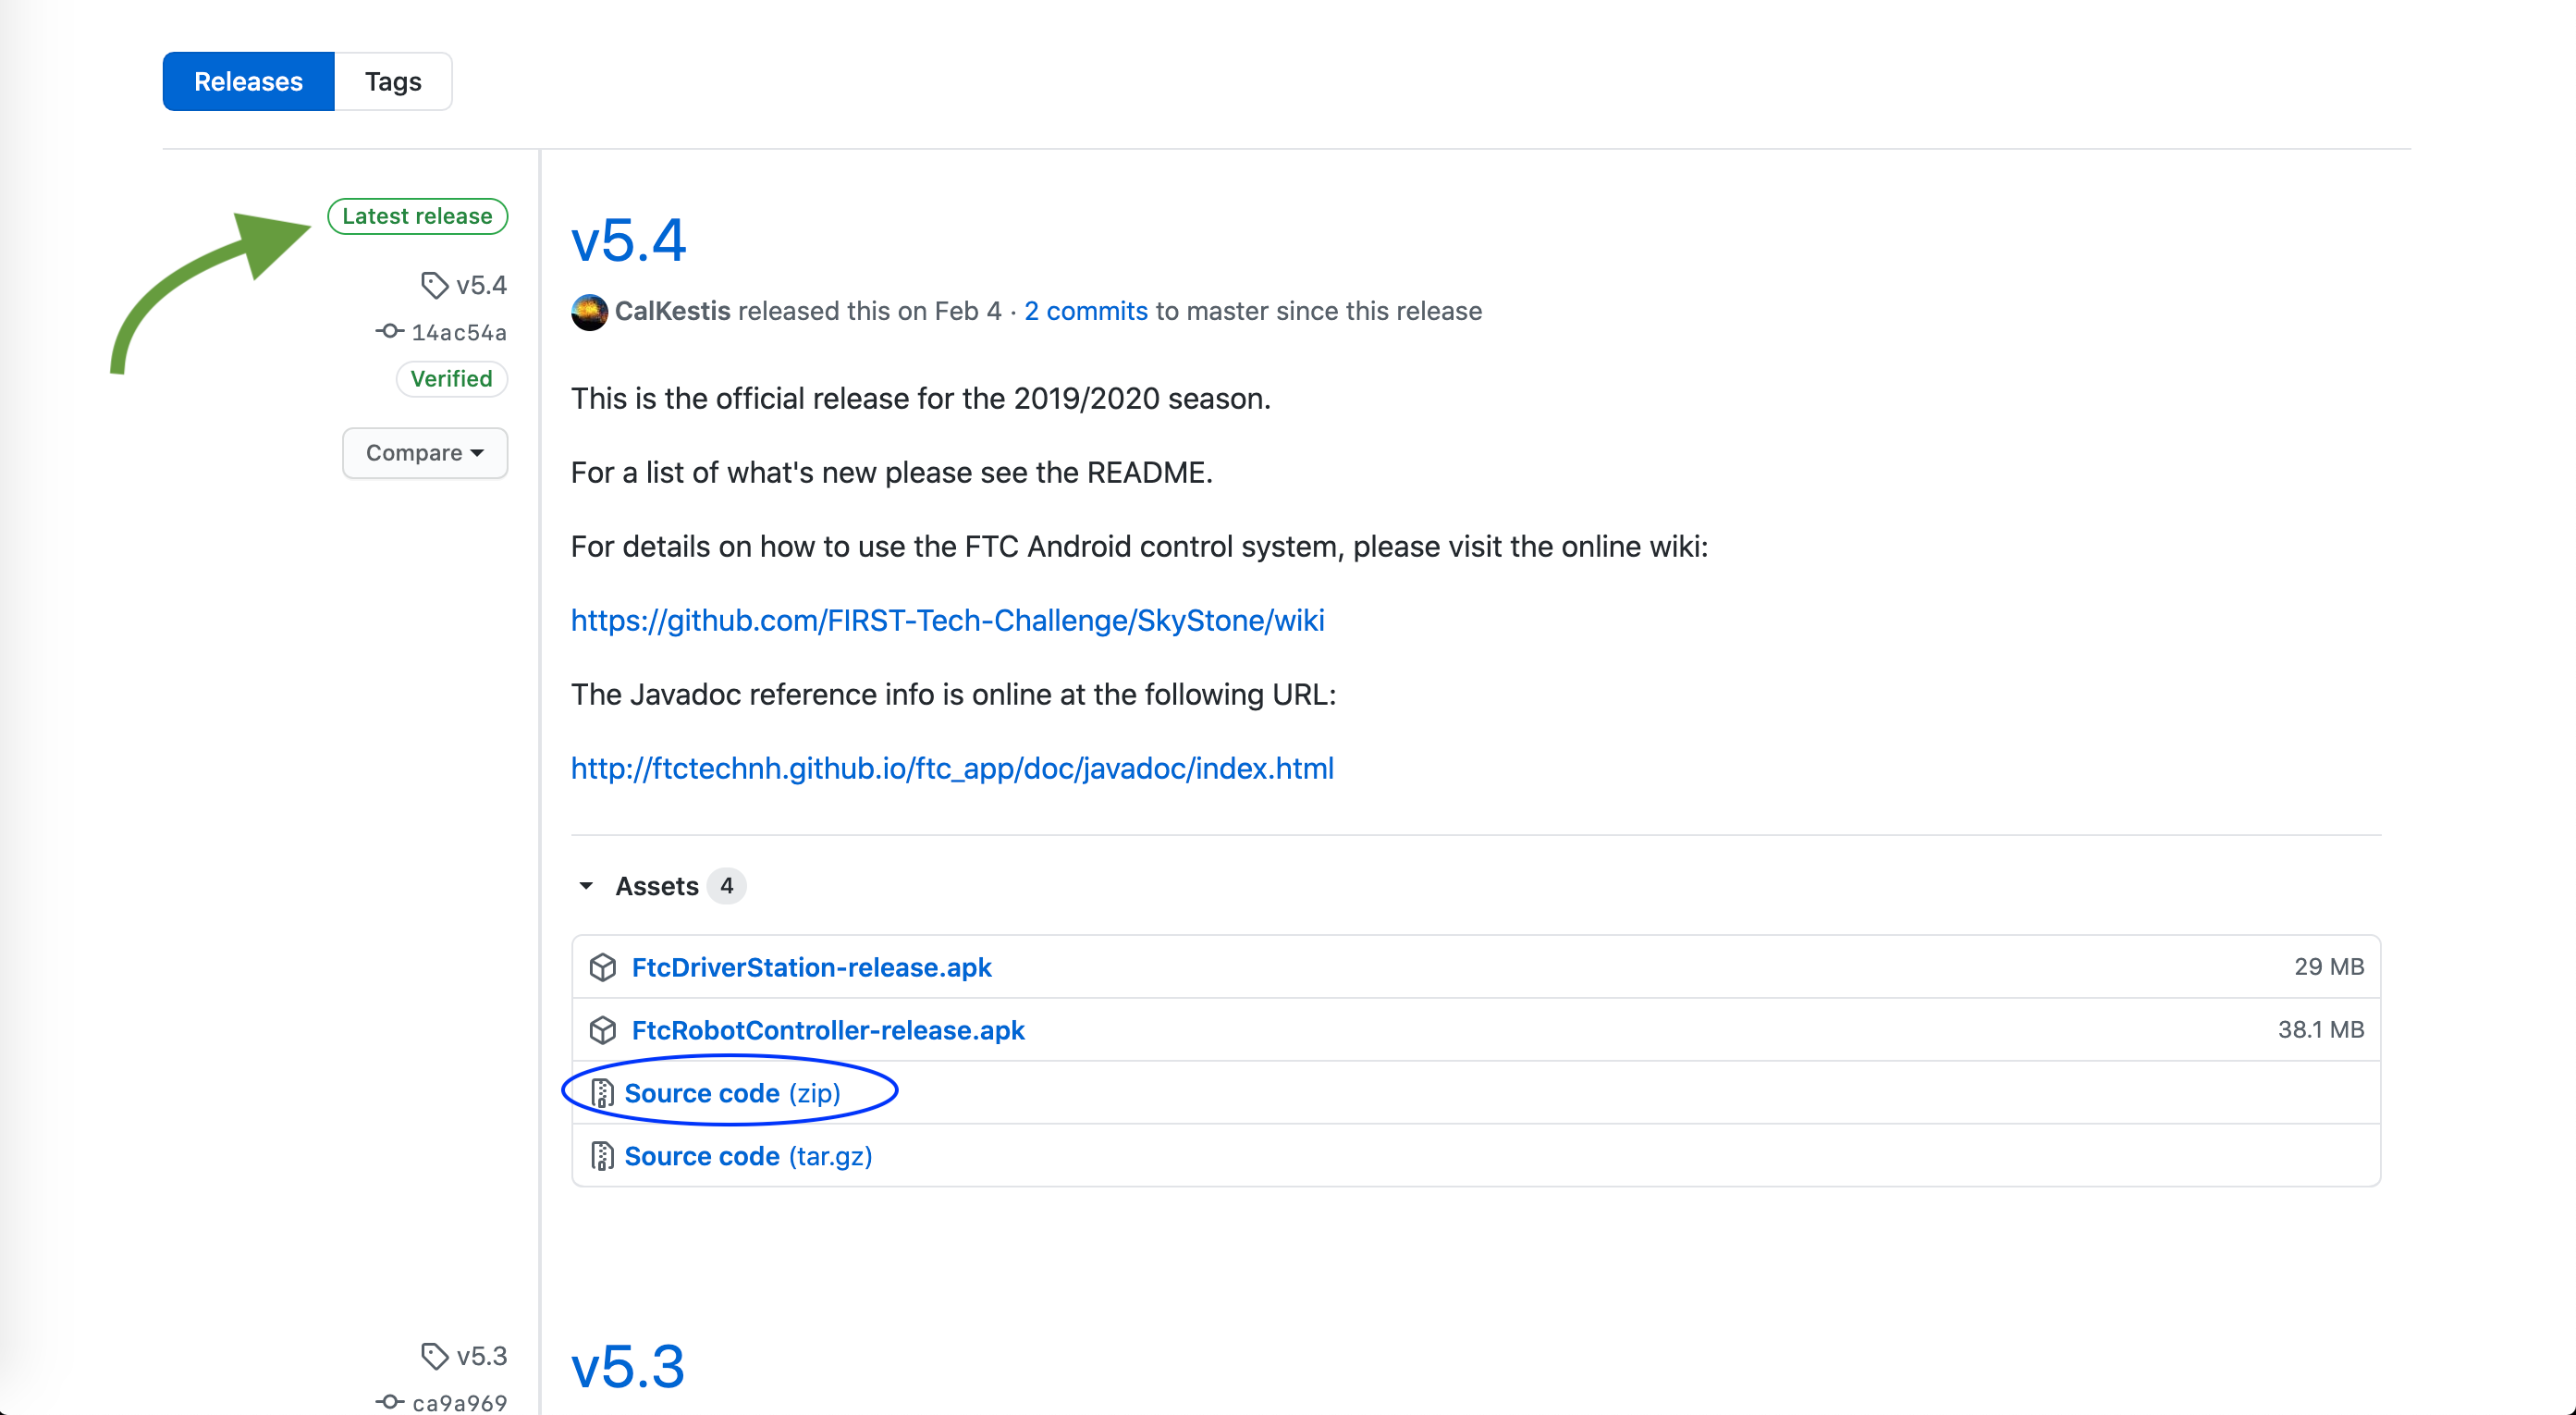 Releases
Tags
Latest release
v5.4
14ac54a
Verified
Compare
v5.4
CalKestis released this on Feb 4 · 2 commits to master since this release
This is the official release for the 2019/2020 season.
For a list of what's new please see the README.
For details on how to use the FTC Android control system, please visit the online wiki:
https://github.com/FIRST-Tech-Challenge/SkyStone/wiki
The Javadoc reference info is online at the following URL:
http://ftctechnh.github.io/ftc_app/doc/javadoc/index.html
Assets 4
FtcDriverStation-release.apk 29 MB
FtcRobotController-release.apk 38.1 MB
Source code (zip)
Source code (tar.gz)
v5.3
ca9a969
v5.3